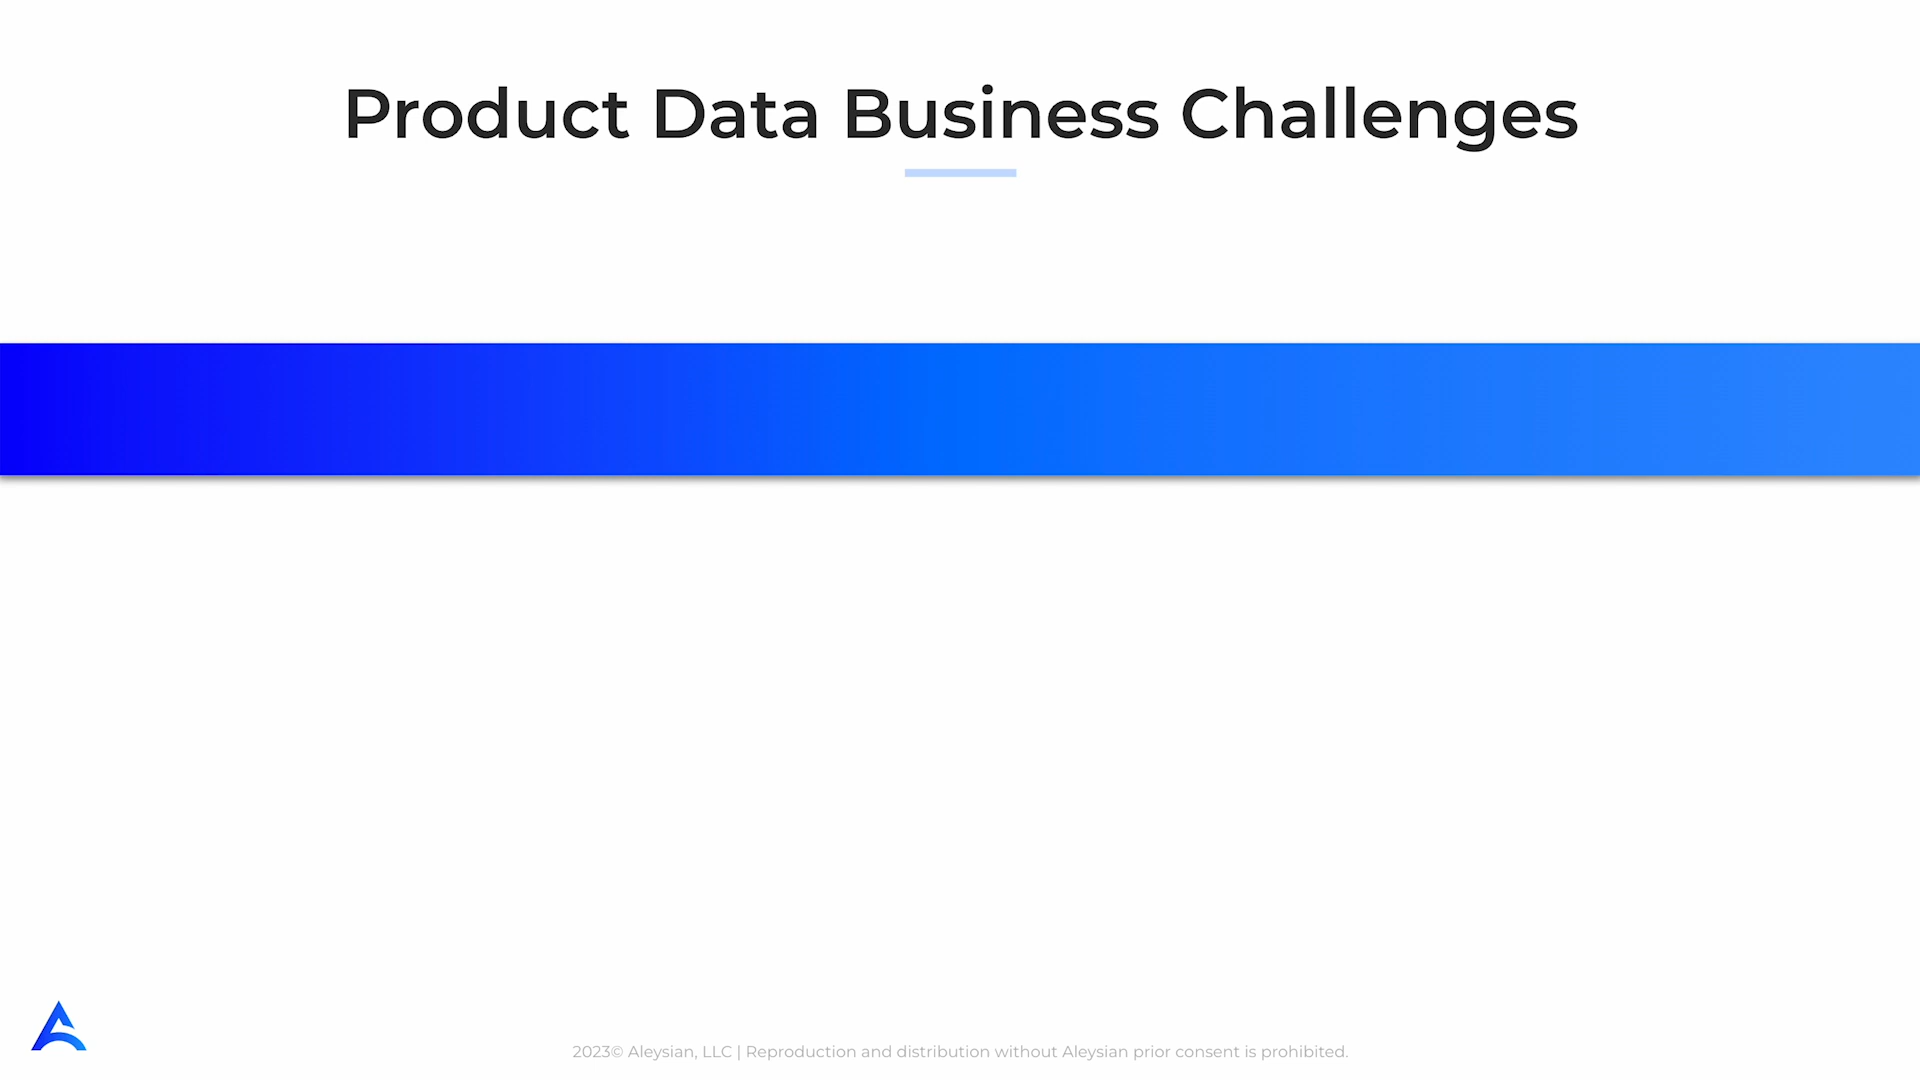 Product Data Business Challenges
2023© Aleysian, LLC | Reproduction and distribution without Aleysian prior consent is prohibited.